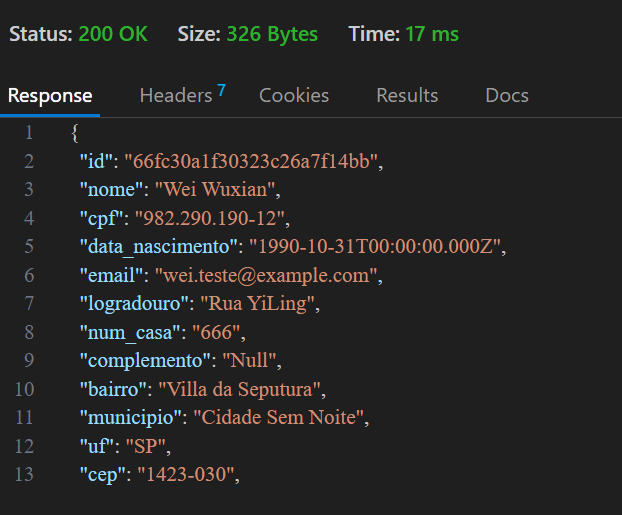 Status: 200 OK Size: 326 Bytes Time: 17 ms
Response Headers 7 Cookies Results Docs
1 {
2 "id": "66fc30a1f30323c26a7f14bb",
3 "nome": "Wei Wuxian",
4 "cpf": "982.290.190-12",
5 "data_nascimento": "1990-10-31T00:00:00.000Z",
6 "email": "wei.teste@example.com",
7 "logradouro": "Rua YiLing",
8 "num_casa": "666",
9 "complemento": "Null",
10 "bairro": "Villa da Seputura",
11 "municipio": "Cidade Sem Noite",
12 "uf": "SP",
13 "cep": "1423-030",